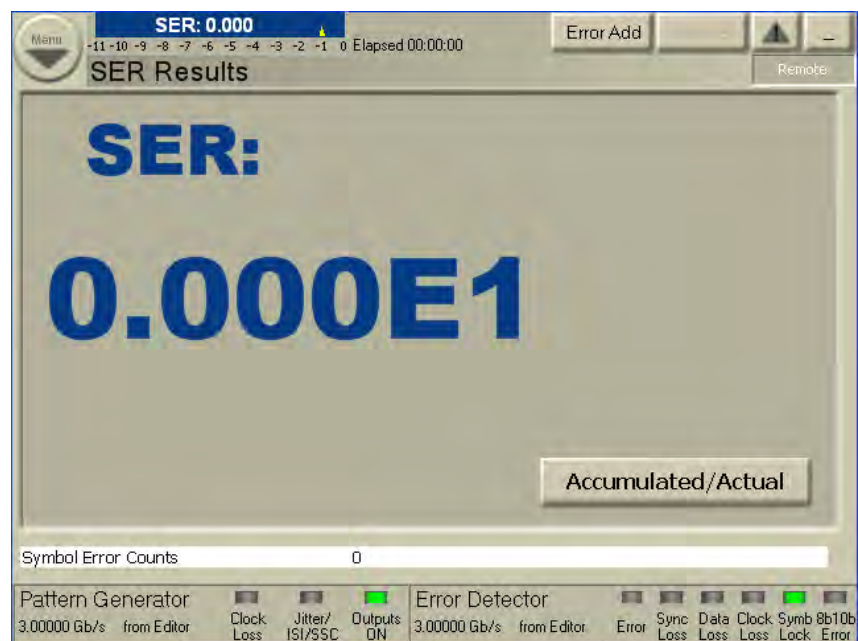 Menu
SER: 0.000
-11 -10 -9 -8 -7 -6 -5 -4 -3 -2 -1 0 Elapsed 00:00:00
Error Add
SER Results
Remote
SER:
0.000E1
Accumulated/Actual
Symbol Error Counts 0
Pattern Generator
3.00000 Gb/s from Editor
Clock Loss
Jitter/ ISI/SSC
Outputs ON
Error Detector
3.00000 Gb/s from Editor
Error
Sync Loss
Data Loss
Clock Loss
Symb Lock
8b10b Error